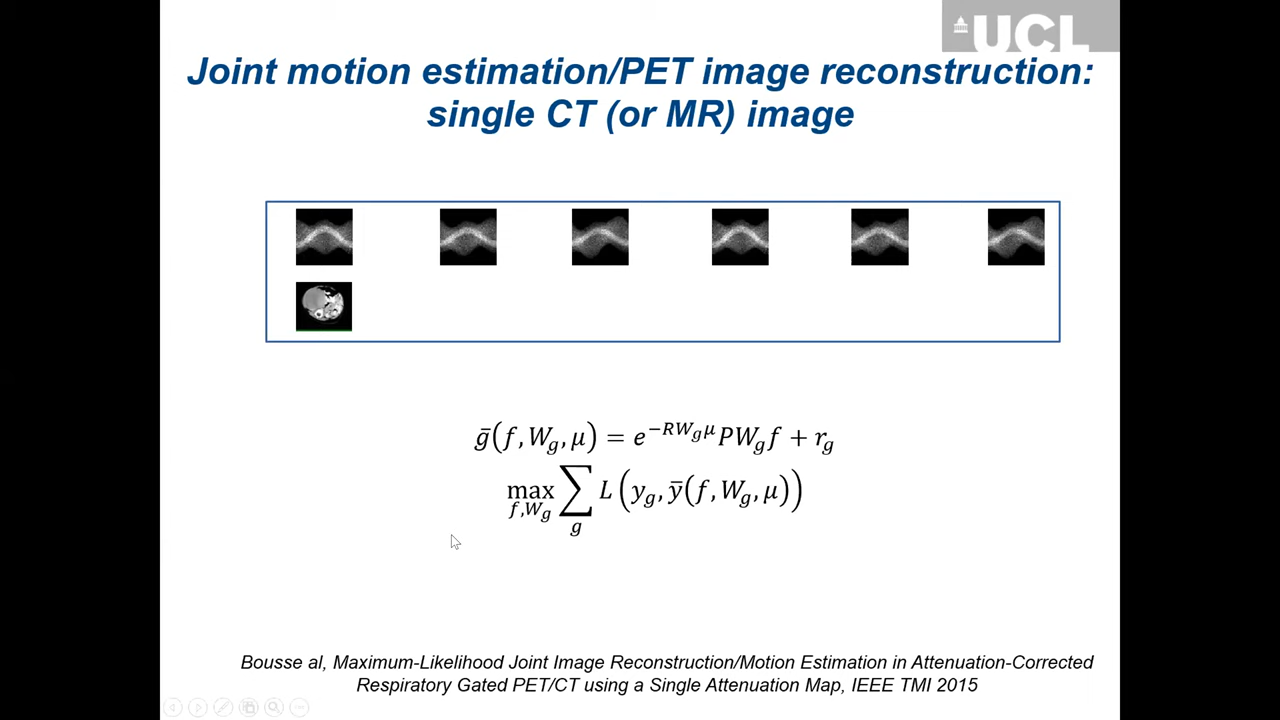 UCL
Joint motion estimation/PET image reconstruction:
single CT (or MR) image
ḡ(f, W_g, μ) = e^{−RW_gμ} PW_g f + r_g
max_{f,W_g} ∑_g L(y_g, ȳ(f, W_g, μ))
Bousse al, Maximum-Likelihood Joint Image Reconstruction/Motion Estimation in Attenuation-Corrected
Respiratory Gated PET/CT using a Single Attenuation Map, IEEE TMI 2015